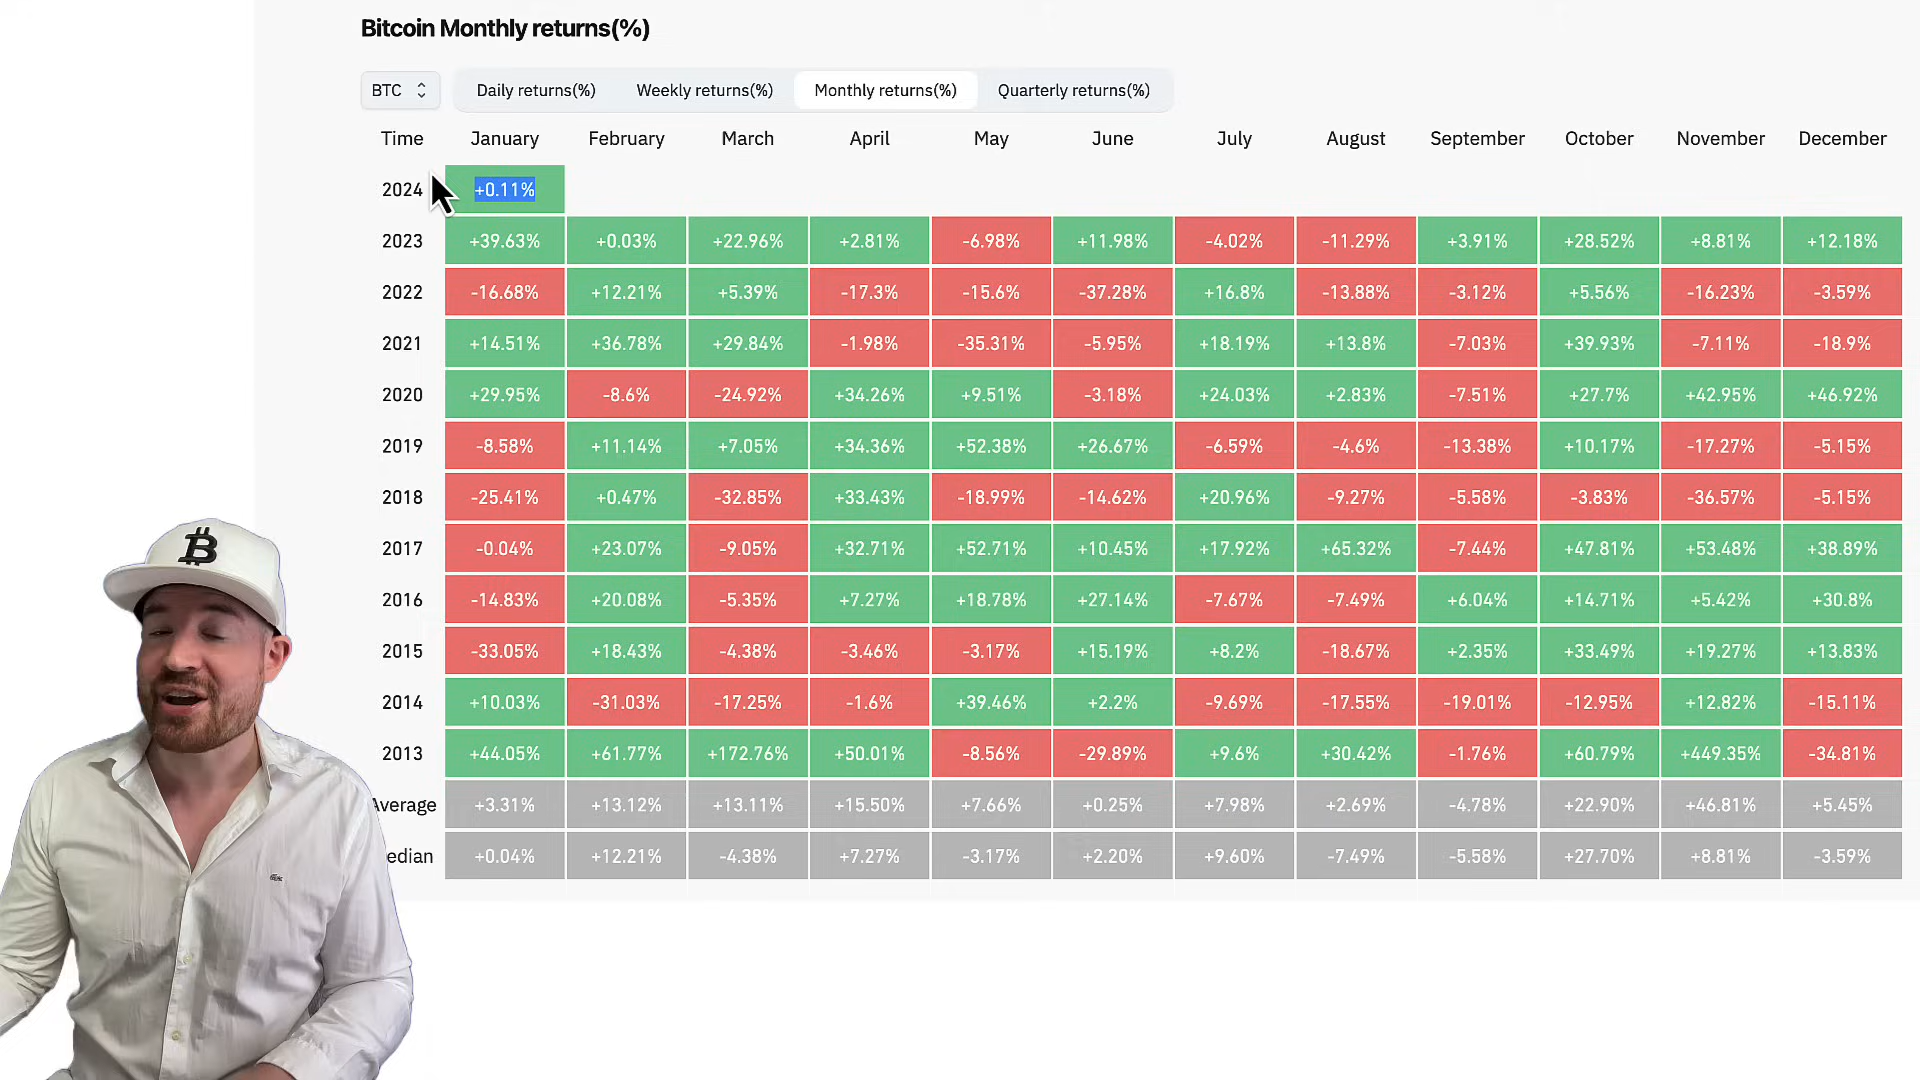 Bitcoin Monthly returns(%)
BTC Daily returns(%) Weekly returns(%) Monthly returns(%) Quarterly returns(%)
Time January February March April May June July August September October November December
2024 +0.11%
2023 +39.63% +0.03% +22.96% +2.81% -6.98% +11.98% -4.02% -11.29% +3.91% +28.52% +8.81% +12.18%
2022 -16.68% +12.21% +5.39% -17.3% -15.6% -37.28% +16.8% -13.88% -3.12% +5.56% -16.23% -3.59%
2021 +14.51% +36.78% +29.84% -1.98% -35.31% -5.95% +18.19% +13.8% -7.03% +39.93% -7.11% -18.9%
2020 +29.95% -8.6% -24.92% +34.26% +9.51% -3.18% +24.03% +2.83% -7.51% +27.7% +42.95% +46.92%
2019 -8.58% +11.14% +7.05% +34.36% +52.38% +26.67% -6.59% -4.6% -13.38% +10.17% -17.27% -5.15%
2018 -25.41% +0.47% -32.85% +33.43% -18.99% -14.62% +20.96% -9.27% -5.58% -3.83% -36.57% -5.15%
2017 -0.04% +23.07% -9.05% +32.71% +52.71% +10.45% +17.92% +65.32% -7.44% +47.81% +53.48% +38.89%
2016 -14.83% +20.08% -5.35% +7.27% +18.78% +27.14% -7.67% -7.49% +6.04% +14.71% +5.42% +30.8%
2015 -33.05% +18.43% -4.38% -3.46% -3.17% +15.19% +8.2% -18.67% +2.35% +33.49% +19.27% +13.83%
2014 +10.03% -31.03% -17.25% -1.6% +39.46% +2.2% -9.69% -17.55% -19.01% -12.95% +12.82% -15.11%
2013 +44.05% +61.77% +172.76% +50.01% -8.56% -29.89% +9.6% +30.42% -1.76% +60.79% +449.35% -34.81%
Average +3.31% +13.12% +13.11% +15.50% +7.66% +0.25% +7.98% +2.69% -4.78% +22.90% +46.81% +5.45%
edian +0.04% +12.21% -4.38% +7.27% -3.17% +2.20% +9.60% -7.49% -5.58% +27.70% +8.81% -3.59%